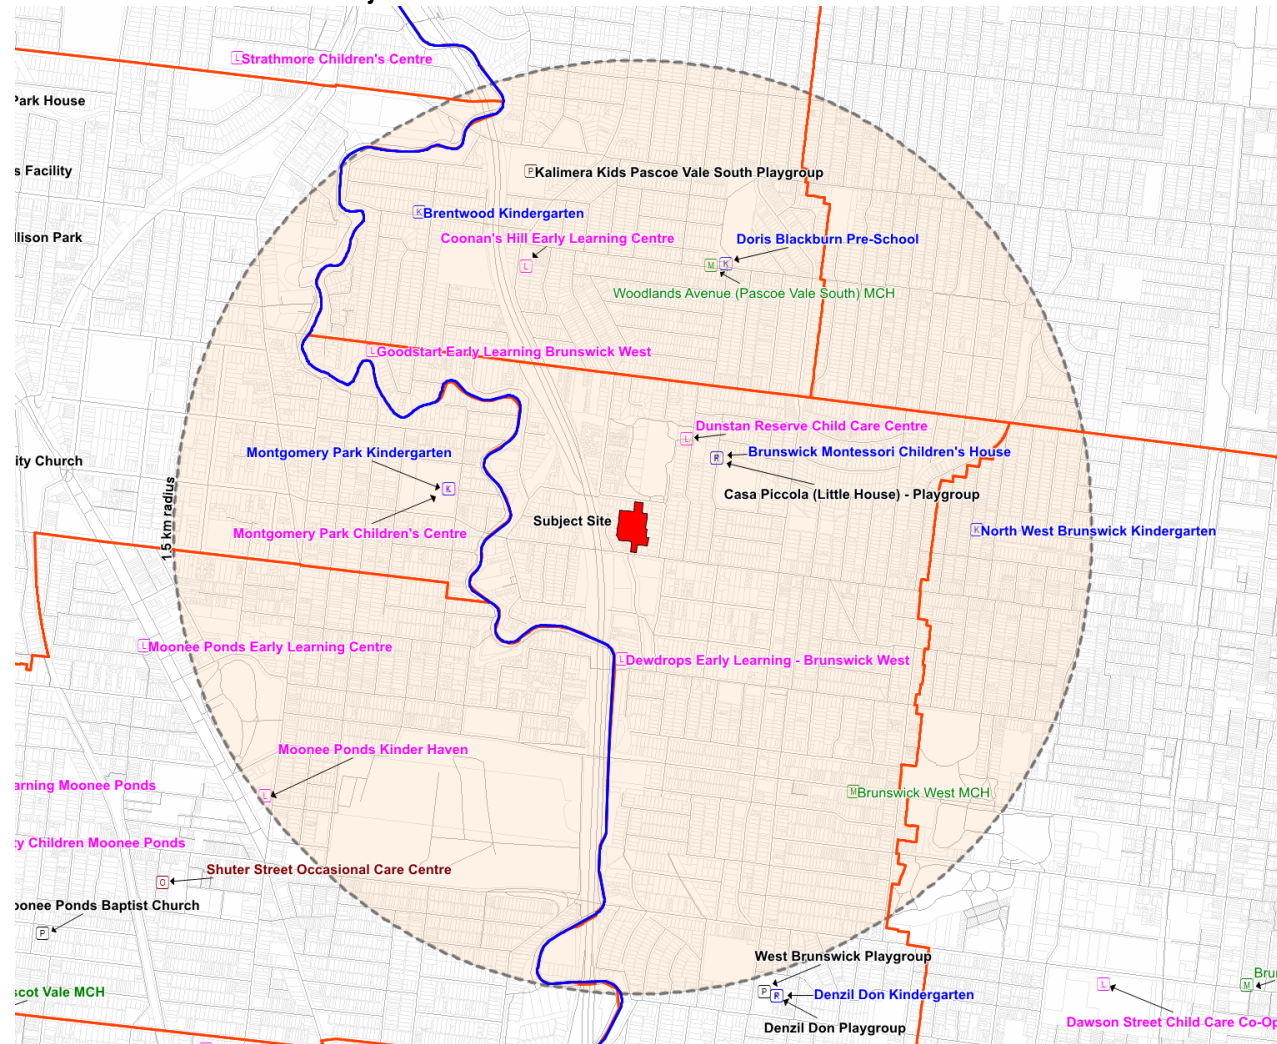 L Strathmore Children's Centre
Park House
s Facility
P Kalimera Kids Pascoe Vale South Playgroup
K Brentwood Kindergarten
llison Park
Coonan's Hill Early Learning Centre
L
Doris Blackburn Pre-School
M K
Woodlands Avenue (Pascoe Vale South) MCH
L Goodstart Early Learning Brunswick West
Dunstan Reserve Child Care Centre
L
Montgomery Park Kindergarten
Brunswick Montessori Children's House
ity Church
K
Casa Piccola (Little House) - Playgroup
1.5 km radius
Subject Site
Montgomery Park Children's Centre
K North West Brunswick Kindergarten
L Moonee Ponds Early Learning Centre
L Dewdrops Early Learning - Brunswick West
Moonee Ponds Kinder Haven
L
arning Moonee Ponds
M Brunswick West MCH
y Children Moonee Ponds
Shuter Street Occasional Care Centre
O
oonee Ponds Baptist Church
P
West Brunswick Playgroup
scot Vale MCH
P
Denzil Don Kindergarten
Denzil Don Playgroup
L
M
Bru
Dawson Street Child Care Co-Op